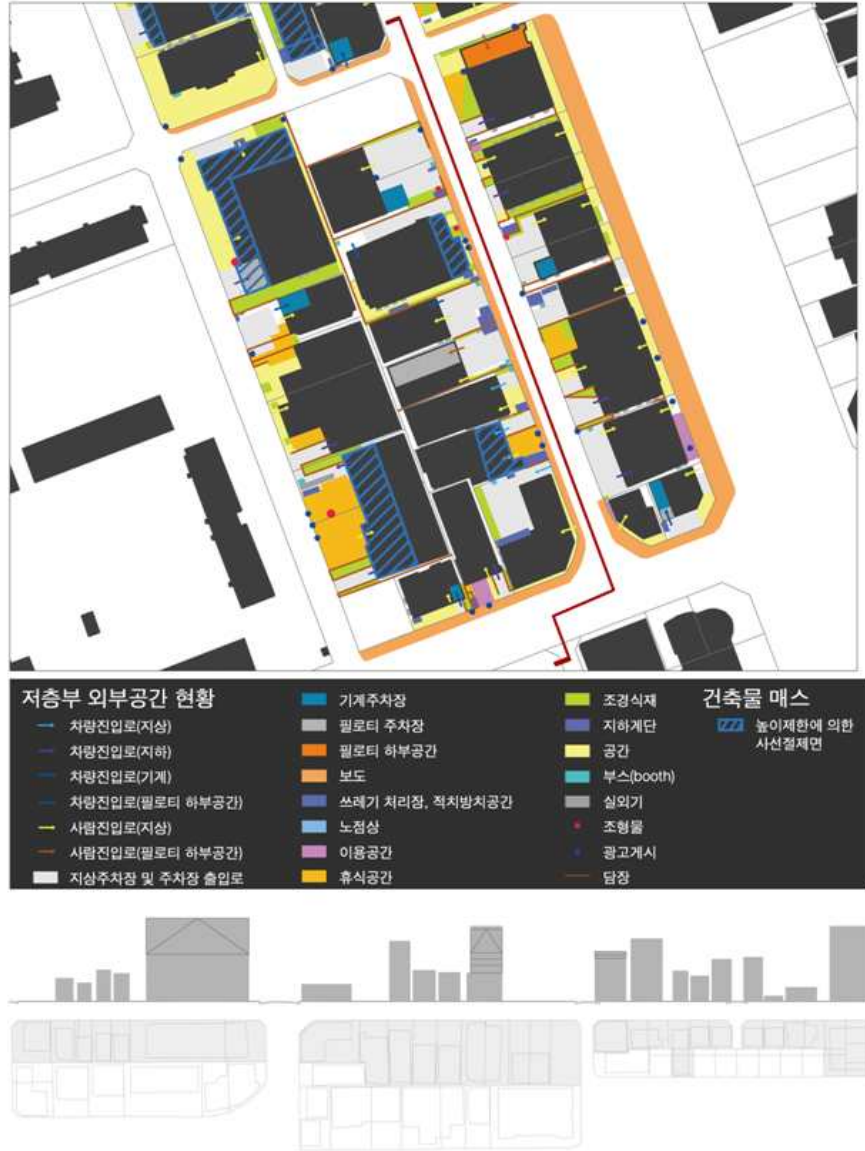 저층부 외부공간 현황
차량진입로(지상)
차량진입로(지하)
차량진입로(기계)
차량진입로(필로티 하부공간)
사람진입로(지상)
사람진입로(필로티 하부공간)
지상주차장 및 주차장 출입로
기계주차장
필로티 주차장
필로티 하부공간
보도
쓰레기 처리장, 적치방치공간
노점상
이용공간
휴식공간
조경식재
지하계단
공간
부스(booth)
실외기
조형물
광고게시
담장
건축물 매스
높이제한에 의한
사선절제면